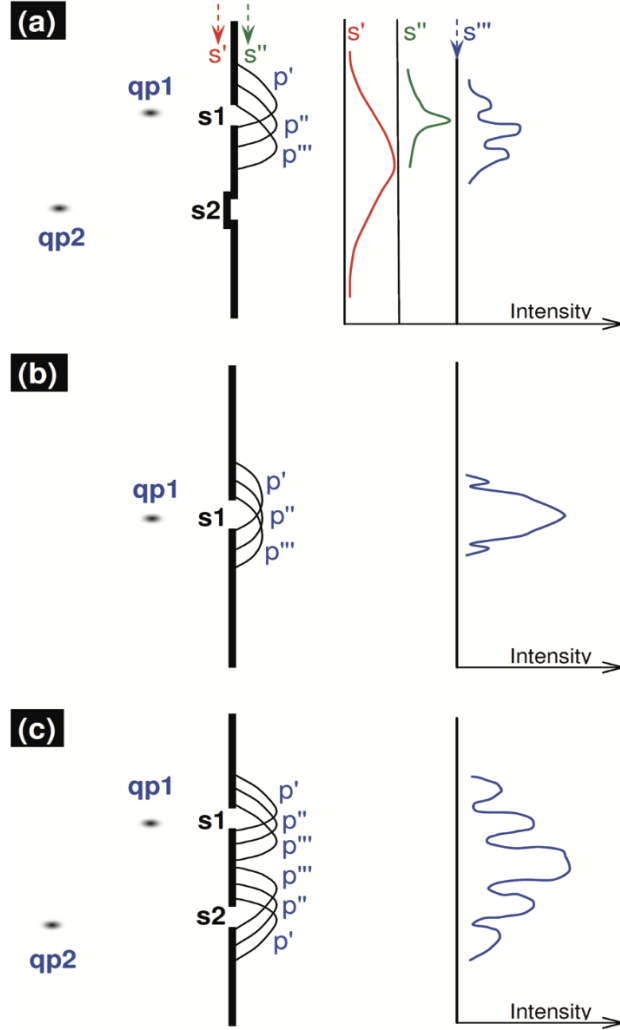 (a)
s' s''
qp1
s1
p'
p''
p'''
s2
qp2
s' s'' s'''
Intensity
(b)
qp1
s1
p'
p''
p'''
Intensity
(c)
qp1
s1
p'
p''
p'''
p'''
s2
p''
p'
qp2
Intensity